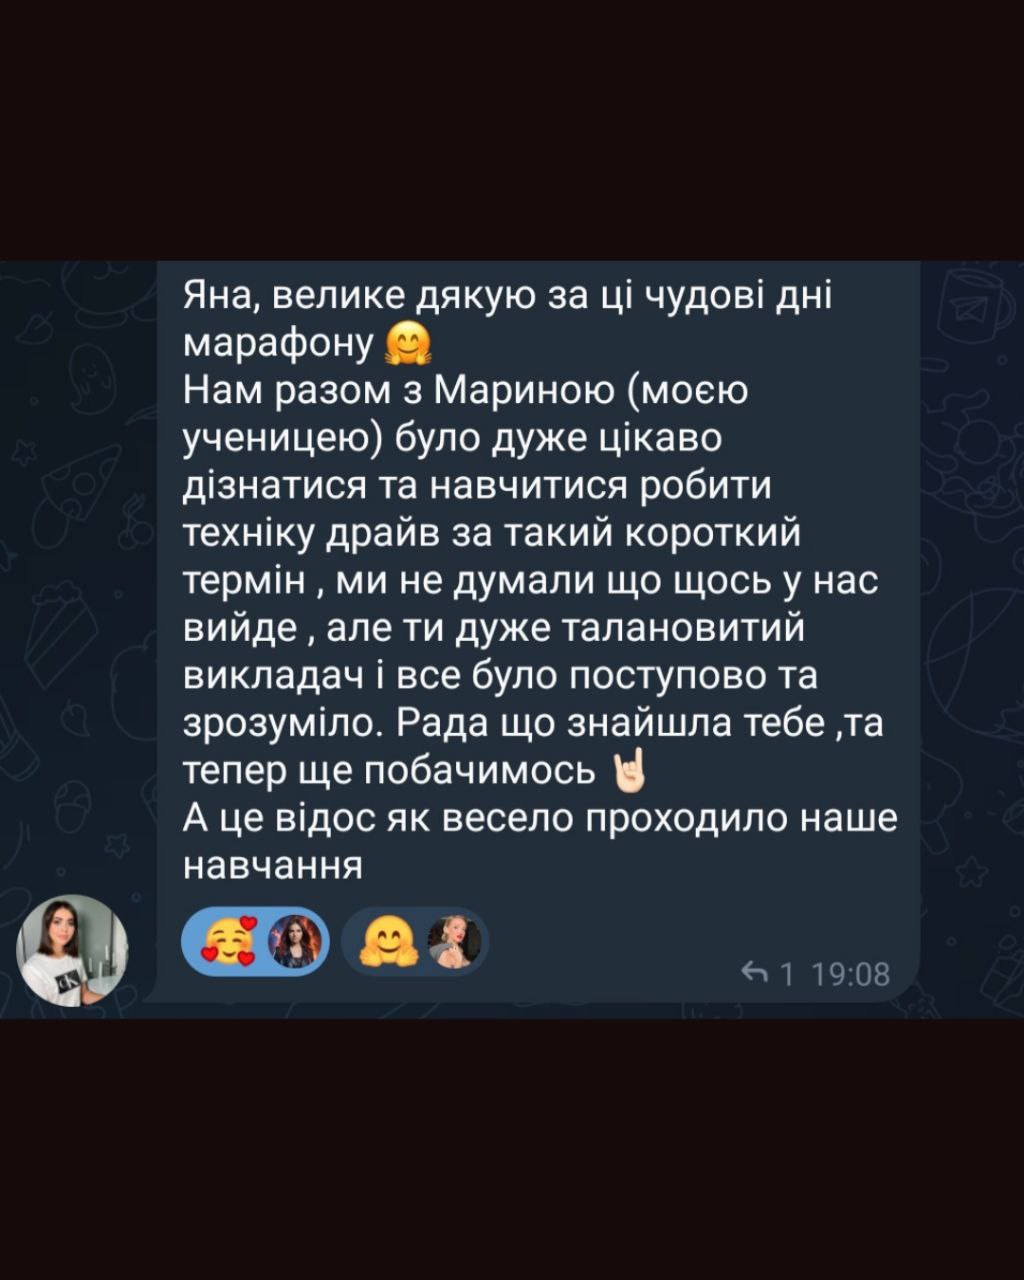 Яна, велике дякую за ці чудові дні
марафону 🤗
Нам разом з Мариною (моєю
ученицею) було дуже цікаво
дізнатися та навчитися робити
техніку драйв за такий короткий
термін , ми не думали що щось у нас
вийде , але ти дуже талановитий
викладач і все було поступово та
зрозуміло. Рада що знайшла тебе ,та
тепер ще побачимось 🤘🏻
А це відос як весело проходило наше
навчання
1 19:08